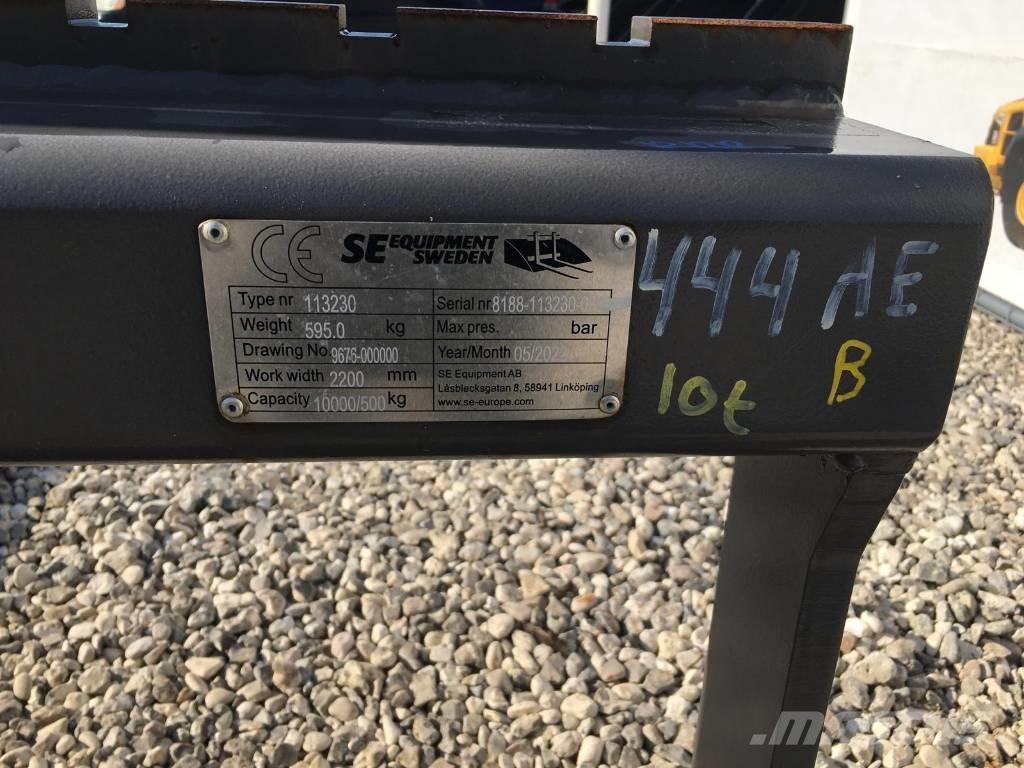 CE SE EQUIPMENT
SWEDEN
Type nr 113230 Serial nr 8188-113230-
Weight 595.0 kg Max pres. bar
Drawing No 9675-000000 Year/Month 05/202
Work width 2200 mm SE Equipment AB
Låsblecksgatan 8, 58941 Linköping
Capacity 10000/500 kg www.se-europe.com
444 AE
10t B